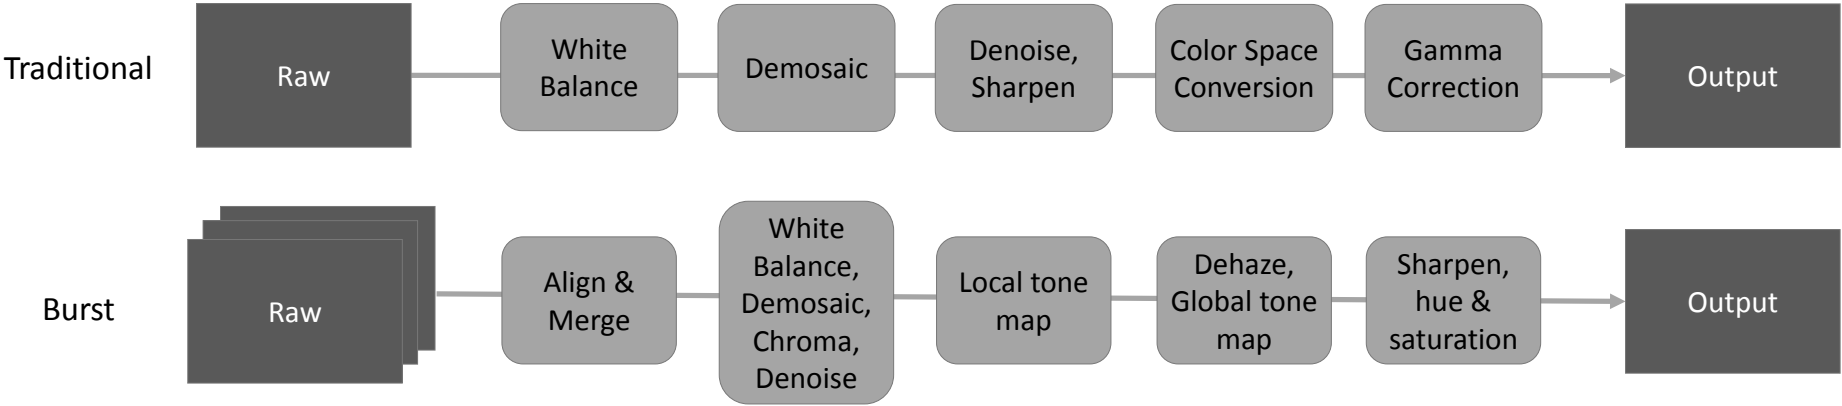 Traditional
Raw
White
Balance
Demosaic
Denoise,
Sharpen
Color Space
Conversion
Gamma
Correction
Output
Burst
Raw
Align &
Merge
White
Balance,
Demosaic,
Chroma,
Denoise
Local tone
map
Dehaze,
Global tone
map
Sharpen,
hue &
saturation
Output